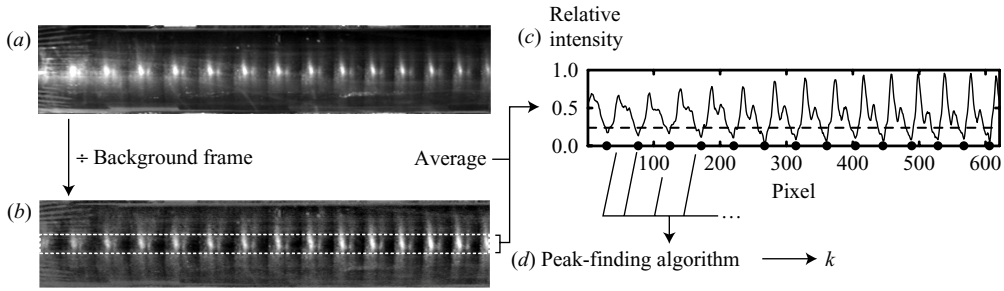 (a)
÷ Background frame
(b)
Average
(c)
Relative
intensity
1.0
0.5
0.0
100 200 300 400 500 600
Pixel
...
(d) Peak-finding algorithm
k